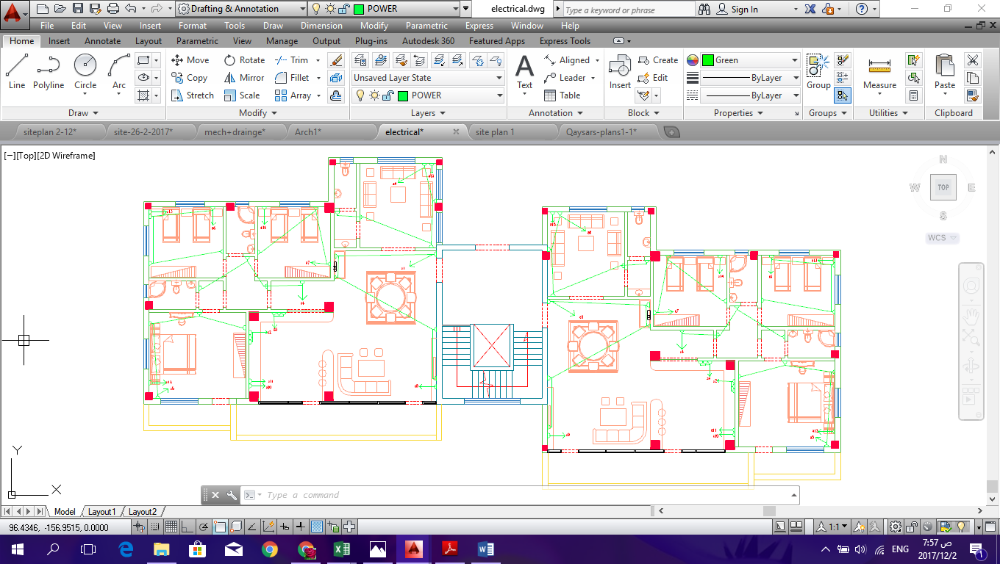 Drafting & Annotation POWER electrical.dwg Type a keyword or phrase Sign In
File Edit View Insert Format Tools Draw Dimension Modify Parametric Express Window Help
Home Insert Annotate Layout Parametric View Manage Output Plug-ins Autodesk 360 Featured Apps Express Tools
Move Rotate Trim Aligned Create Green
Unsaved Layer State
Copy Mirror Fillet Leader Edit ByLayer
Line Polyline Circle Arc Text Insert Group Measure Paste
Stretch Scale Array POWER Table ByLayer
Draw Modify Layers Annotation Block Properties Groups Utilities Clipboard
siteplan 2-12* site-26-2-2017* mech+drainge* Arch1* electrical* site plan 1 Qaysars-plans1-1*
[−][Top][2D Wireframe]
N
W TOP E
S
WCS
Y
X
Type a command
Model Layout1 Layout2
96.4346, -156.9515, 0.0000 1:1
ENG 7:57 ص
2017/12/2
1